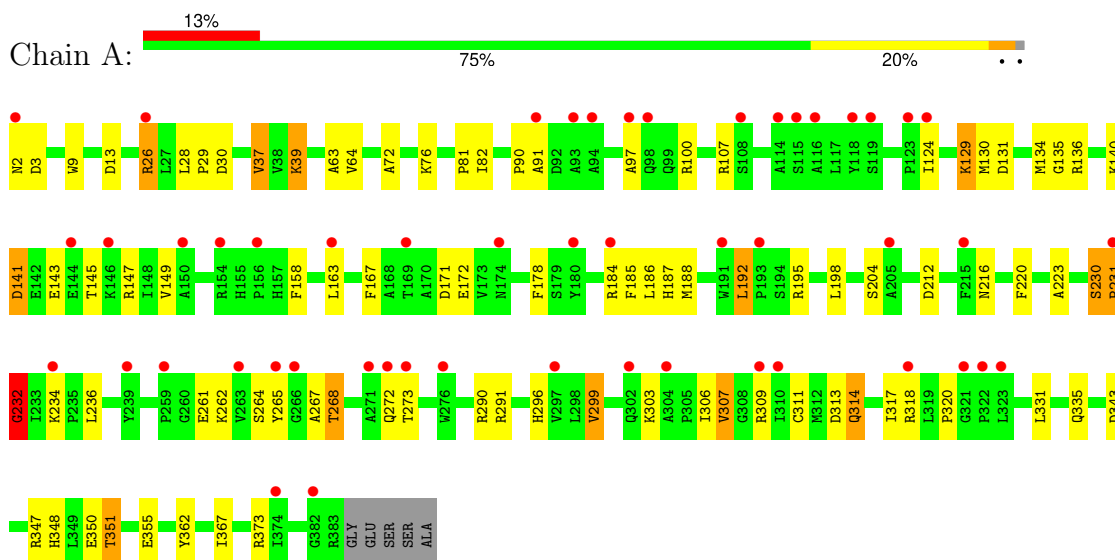 13%
Chain A:
75% 20% • •
N2 D3 W9 D13 R26 L27 L28 P29 D30 V37 V38 K39 A63 V64 A72 K76 P81 I82 P90 A91 D92 A93 A94 A97 Q98 Q99 R100 R107 S108 A114 S115 A116 L117 Y118 S119 P123 I124 K129 M130 D131 M134 G135 R136 K140
D141 E142 E143 E144 T145 K146 R147 I148 V149 A150 R154 H155 P156 H157 F158 L163 F167 A168 T169 A170 D171 E172 V173 N174 F178 S179 Y180 R184 F185 L186 H187 M188 W191 L192 P193 S194 R195 L198 S204 A205 D212 F215 N216 F220 A223 S230
G232 I233 K234 P235 L236 Y239 P259 G260 E261 K262 V263 S264 Y265 G266 A267 T268 A271 Q272 T273 W276 R290 R291 H296 V297 L298 V299 Q302 K303 A304 P305 I306 V307 G308 R309 I310 C311 M312 D313 Q314 I317 R318 L319 P320 G321 P322 L323 L331 Q335
R347 H348 L349 E350 T351 E355 Y362 I367 R373 I374 G382 R383 GLY GLU SER SER ALA